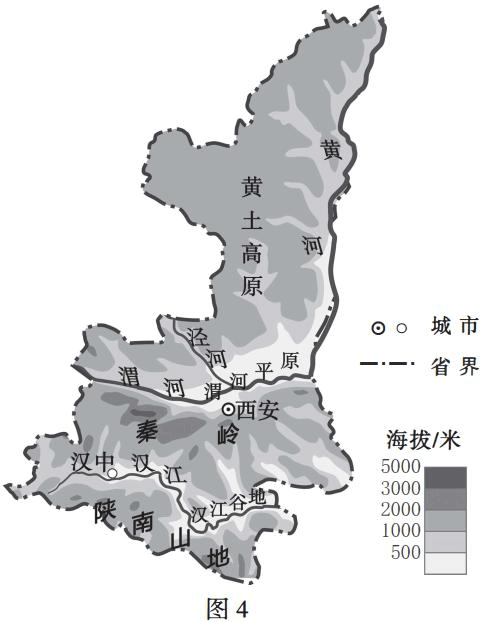 黄河
黄土高原
泾河
渭河
渭河平原
西安
秦岭
汉中
汉江
汉江谷地
陕南山地
城市
省界
海拔/米
5000
3000
2000
1000
500
图 4